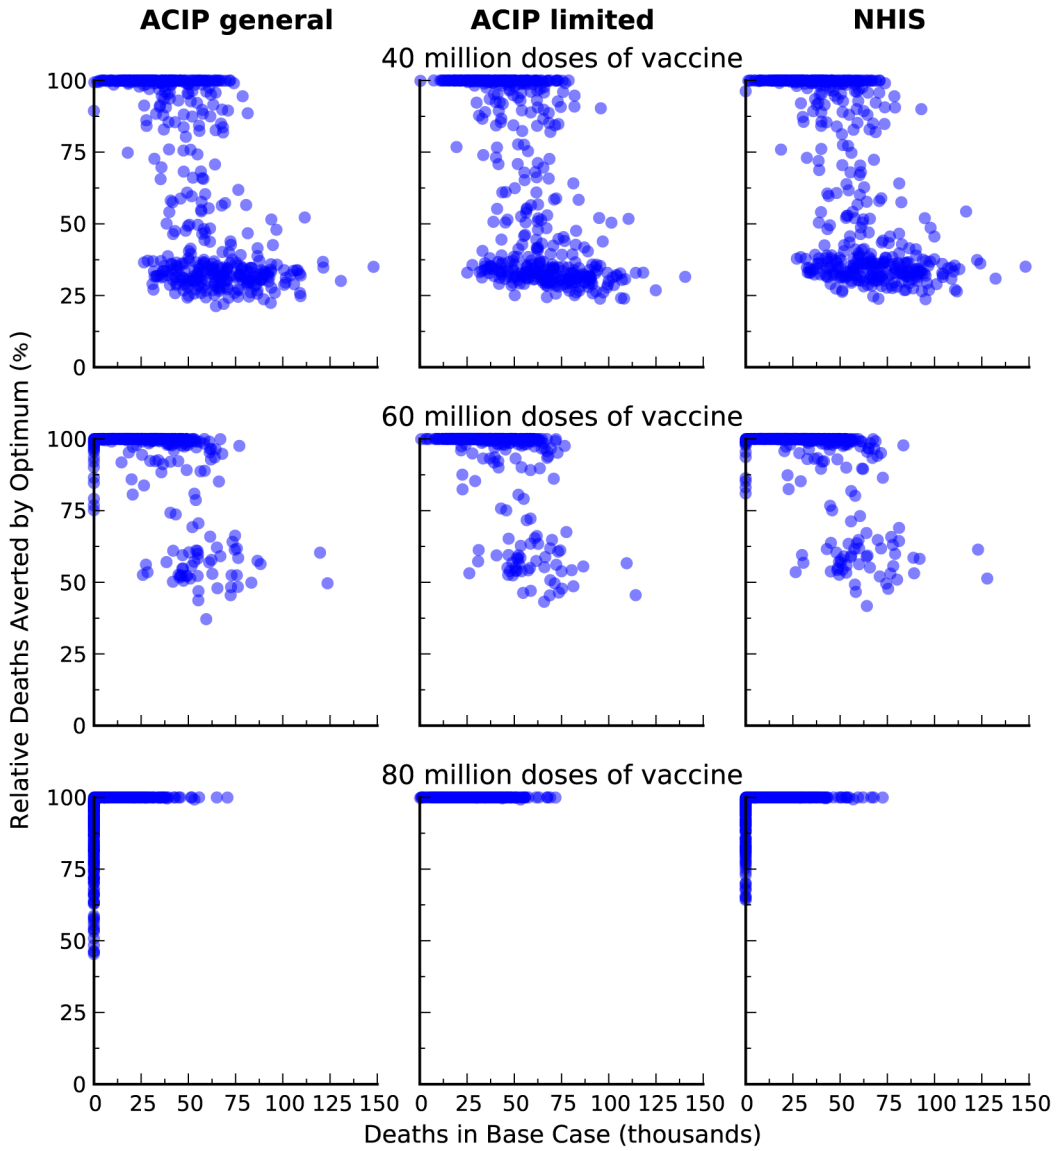 ACIP general ACIP limited NHIS
40 million doses of vaccine
100
75
50
25
0
60 million doses of vaccine
100
75
50
25
0
80 million doses of vaccine
100
75
50
25
0
0 25 50 75 100 125 150 0 25 50 75 100 125 150 0 25 50 75 100 125 150
Deaths in Base Case (thousands)
Relative Deaths Averted by Optimum (%)